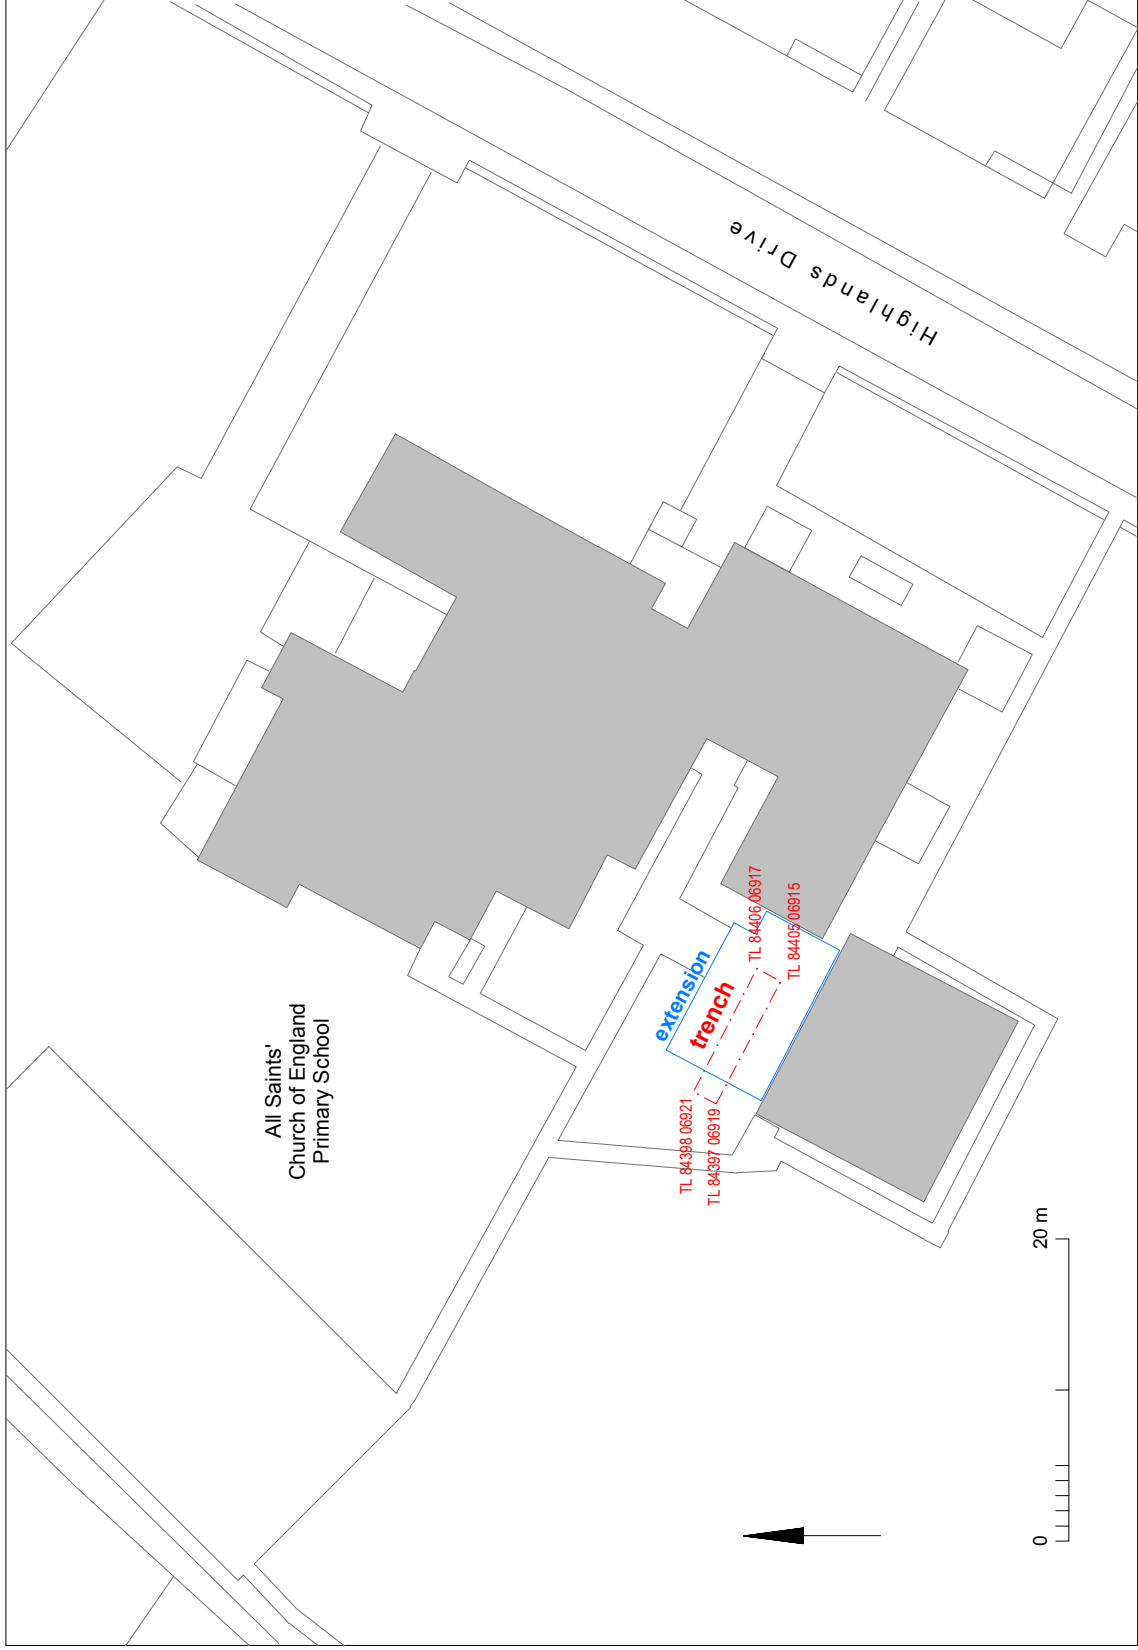 All Saints'
Church of England
Primary School
Highlands Drive
extension
trench
TL 84406 06917
TL 84405 06915
TL 84398 06921
TL 84397 06919
0
20 m